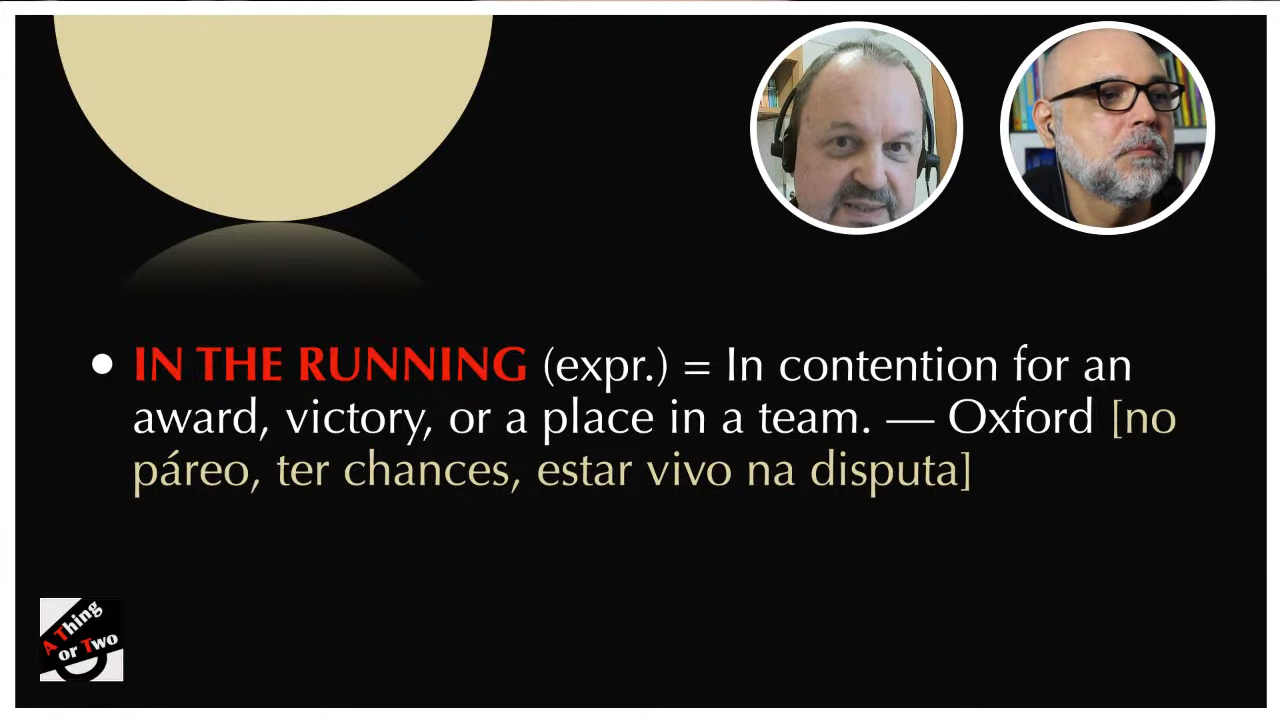 • IN THE RUNNING (expr.) = In contention for an
award, victory, or a place in a team. — Oxford [no
páreo, ter chances, estar vivo na disputa]
A Thing
or Two